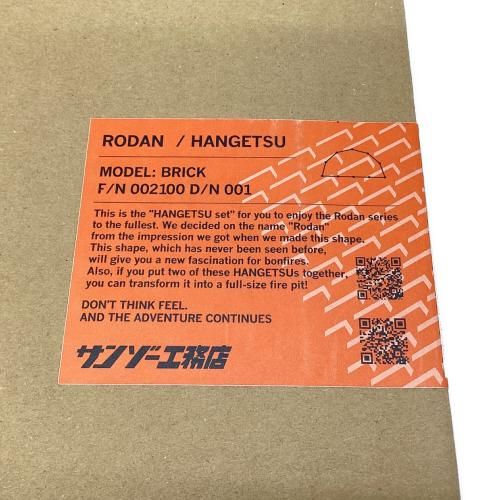 RODAN / HANGETSU
MODEL: BRICK
F/N 002100 D/N 001
This is the "HANGETSU set" for you to enjoy the Rodan series
to the fullest. We decided on the name "Rodan"
from the impression we got when we made this shape.
This shape, which has never been seen before,
will give you a new fascination for bonfires.
Also, if you put two of these HANGETSUs together,
you can transform it into a full-size fire pit!
DON'T THINK FEEL.
AND THE ADVENTURE CONTINUES
サンゾー工務店